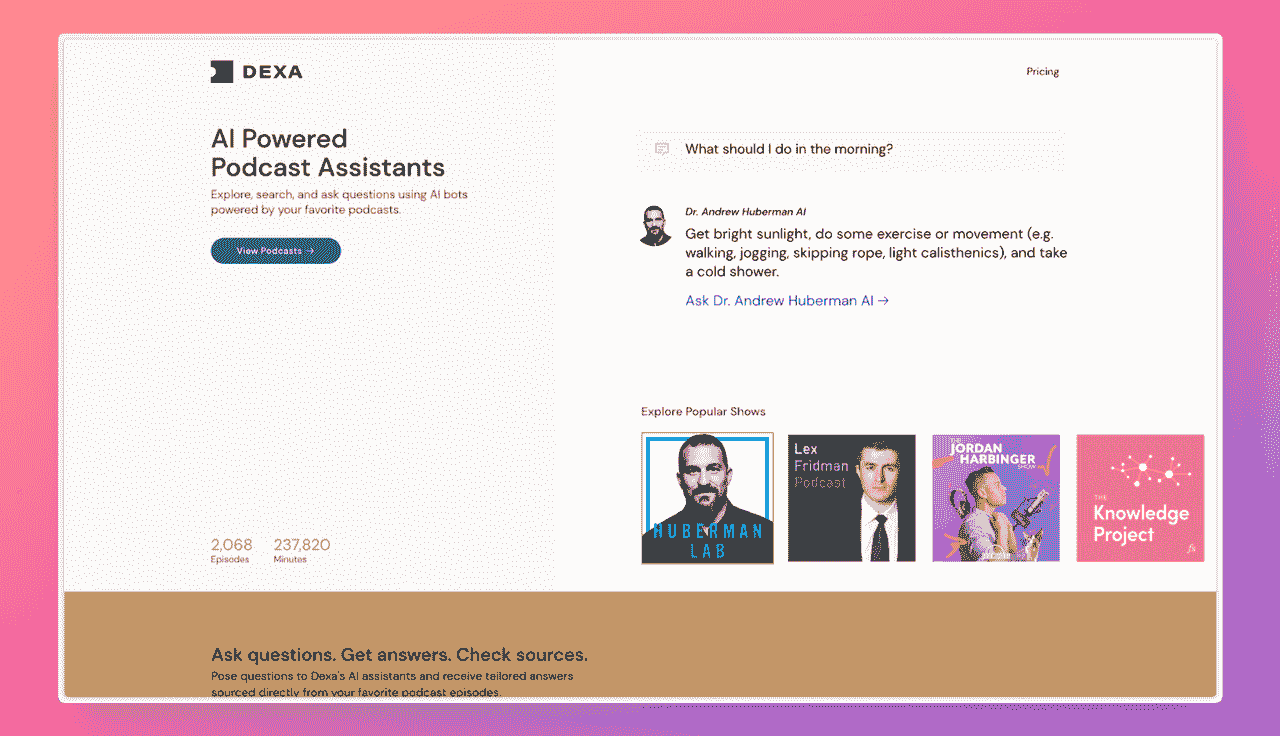 DEXA
Pricing
AI Powered
Podcast Assistants
Explore, search, and ask questions using AI bots
powered by your favorite podcasts.
View Podcasts →
What should I do in the morning?
Dr. Andrew Huberman AI
Get bright sunlight, do some exercise or movement (e.g.
walking, jogging, skipping rope, light calisthenics), and take
a cold shower.
Ask Dr. Andrew Huberman AI →
Explore Popular Shows
HUBERMAN
LAB
Lex
Fridman
Podcast
THE
JORDAN
HARBINGER
SHOW
THE
Knowledge
Project
fs
2,068
Episodes
237,820
Minutes
Ask questions. Get answers. Check sources.
Pose questions to Dexa's AI assistants and receive tailored answers
sourced directly from your favorite podcast episodes.